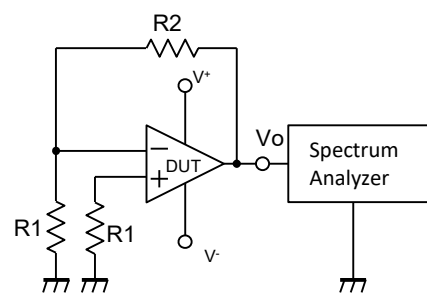 R2
V+
Vo
Spectrum
Analyzer
−
DUT
+
R1
R1
V-